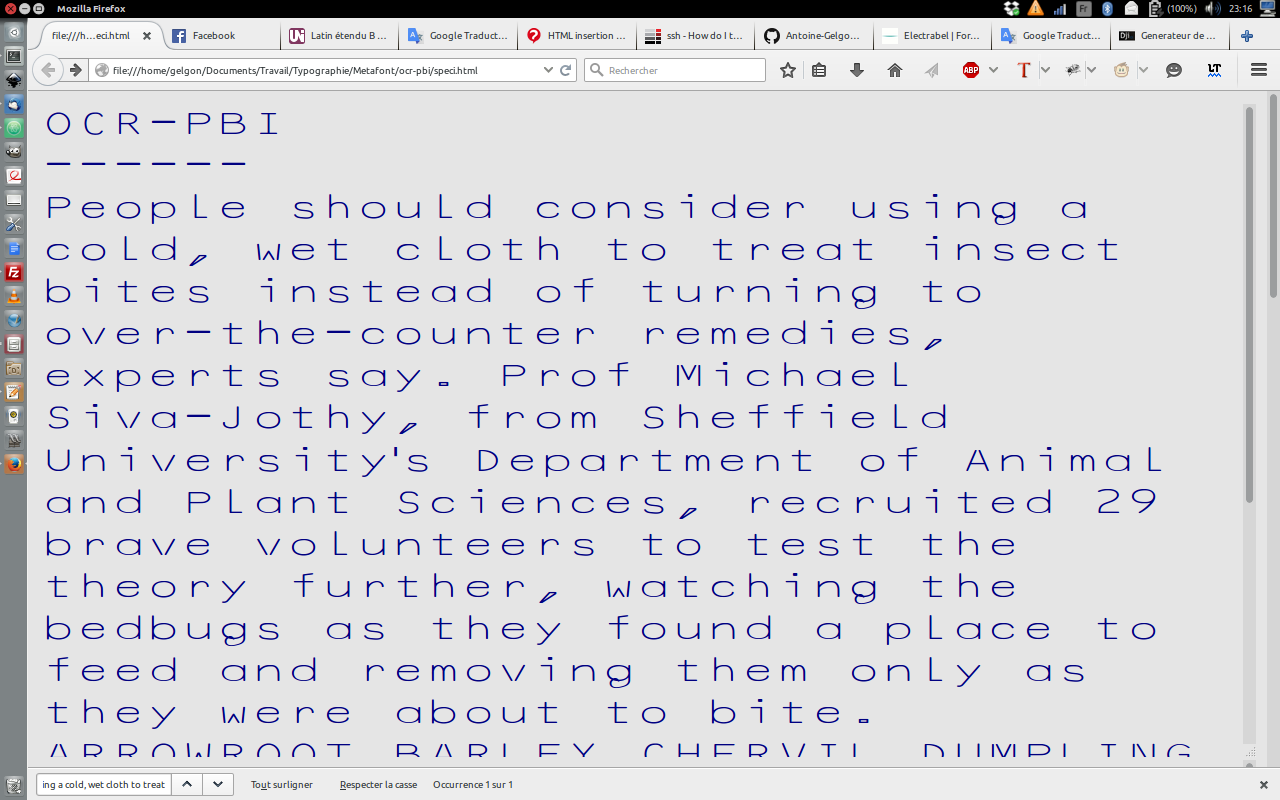 Mozilla Firefox
Fr
(100%)
23:16
file:///h…eci.html
Facebook
Latin étendu B …
Google Traduct…
HTML insertion …
ssh - How do I t…
Antoine-Gelgo…
Electrabel | For…
Google Traduct…
Generateur de …
file:///home/gelgon/Documents/Travail/Typographie/Metafont/ocr-pbi/speci.html
Rechercher
ABP
T
LT
OCR-PBI
------
People should consider using a
cold, wet cloth to treat insect
bites instead of turning to
over-the-counter remedies,
experts say. Prof Michael
Siva-Jothy, from Sheffield
University's Department of Animal
and Plant Sciences, recruited 29
brave volunteers to test the
theory further, watching the
bedbugs as they found a place to
feed and removing them only as
they were about to bite.
ARROWROOT BARLEY CHERVIL DUMPLING
ing a cold, wet cloth to treat
Tout surligner
Respecter la casse
Occurrence 1 sur 1